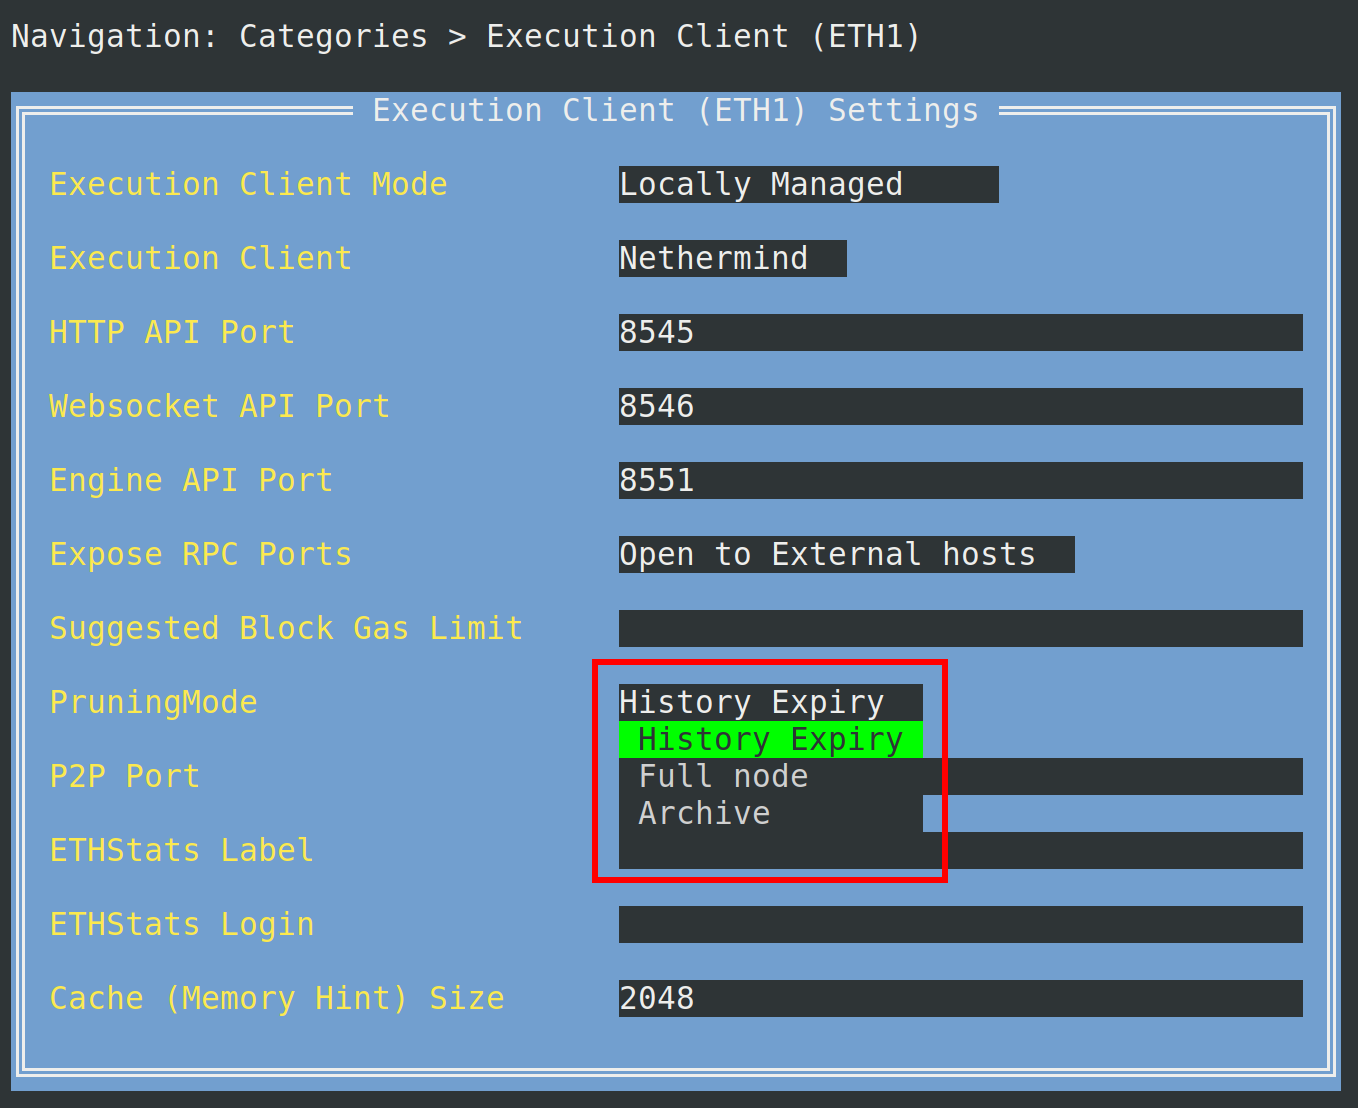 Navigation: Categories > Execution Client (ETH1)
Execution Client (ETH1) Settings
Execution Client Mode Locally Managed
Execution Client Nethermind
HTTP API Port 8545
Websocket API Port 8546
Engine API Port 8551
Expose RPC Ports Open to External hosts
Suggested Block Gas Limit
PruningMode History Expiry
History Expiry
P2P Port Full node
Archive
ETHStats Label
ETHStats Login
Cache (Memory Hint) Size 2048